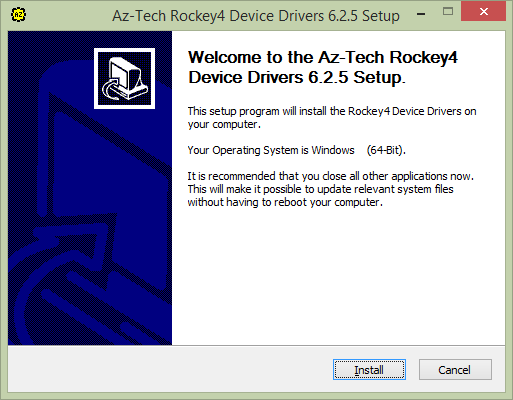 AZ
Az-Tech Rockey4 Device Drivers 6.2.5 Setup
Welcome to the Az-Tech Rockey4
Device Drivers 6.2.5 Setup.
This setup program will install the Rockey4 Device Drivers on
your computer.
Your Operating System is Windows    (64-Bit).
It is recommended that you close all other applications now.
This will make it possible to update relevant system files
without having to reboot your computer.
Install
Cancel